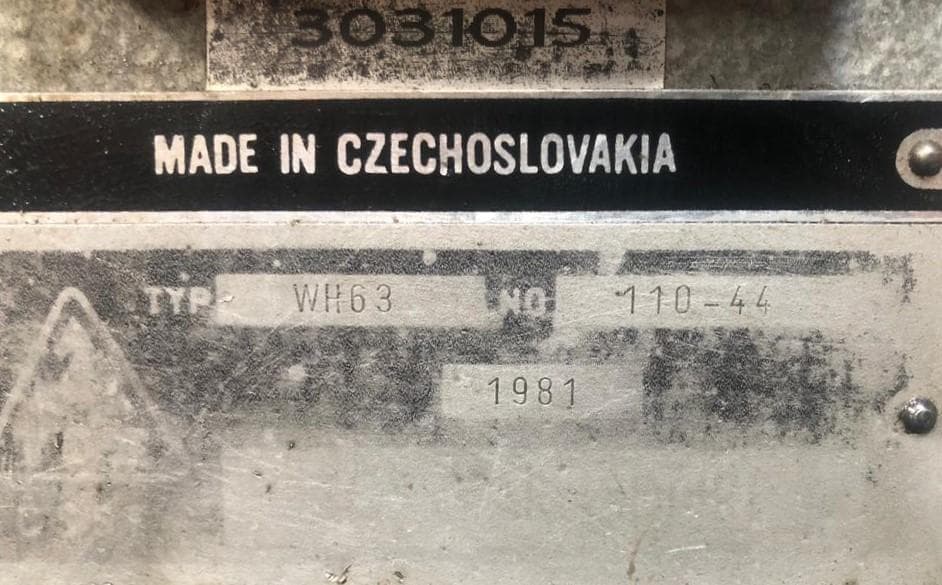 3031015
MADE IN CZECHOSLOVAKIA
TYP WH63 NO 110-44
1981